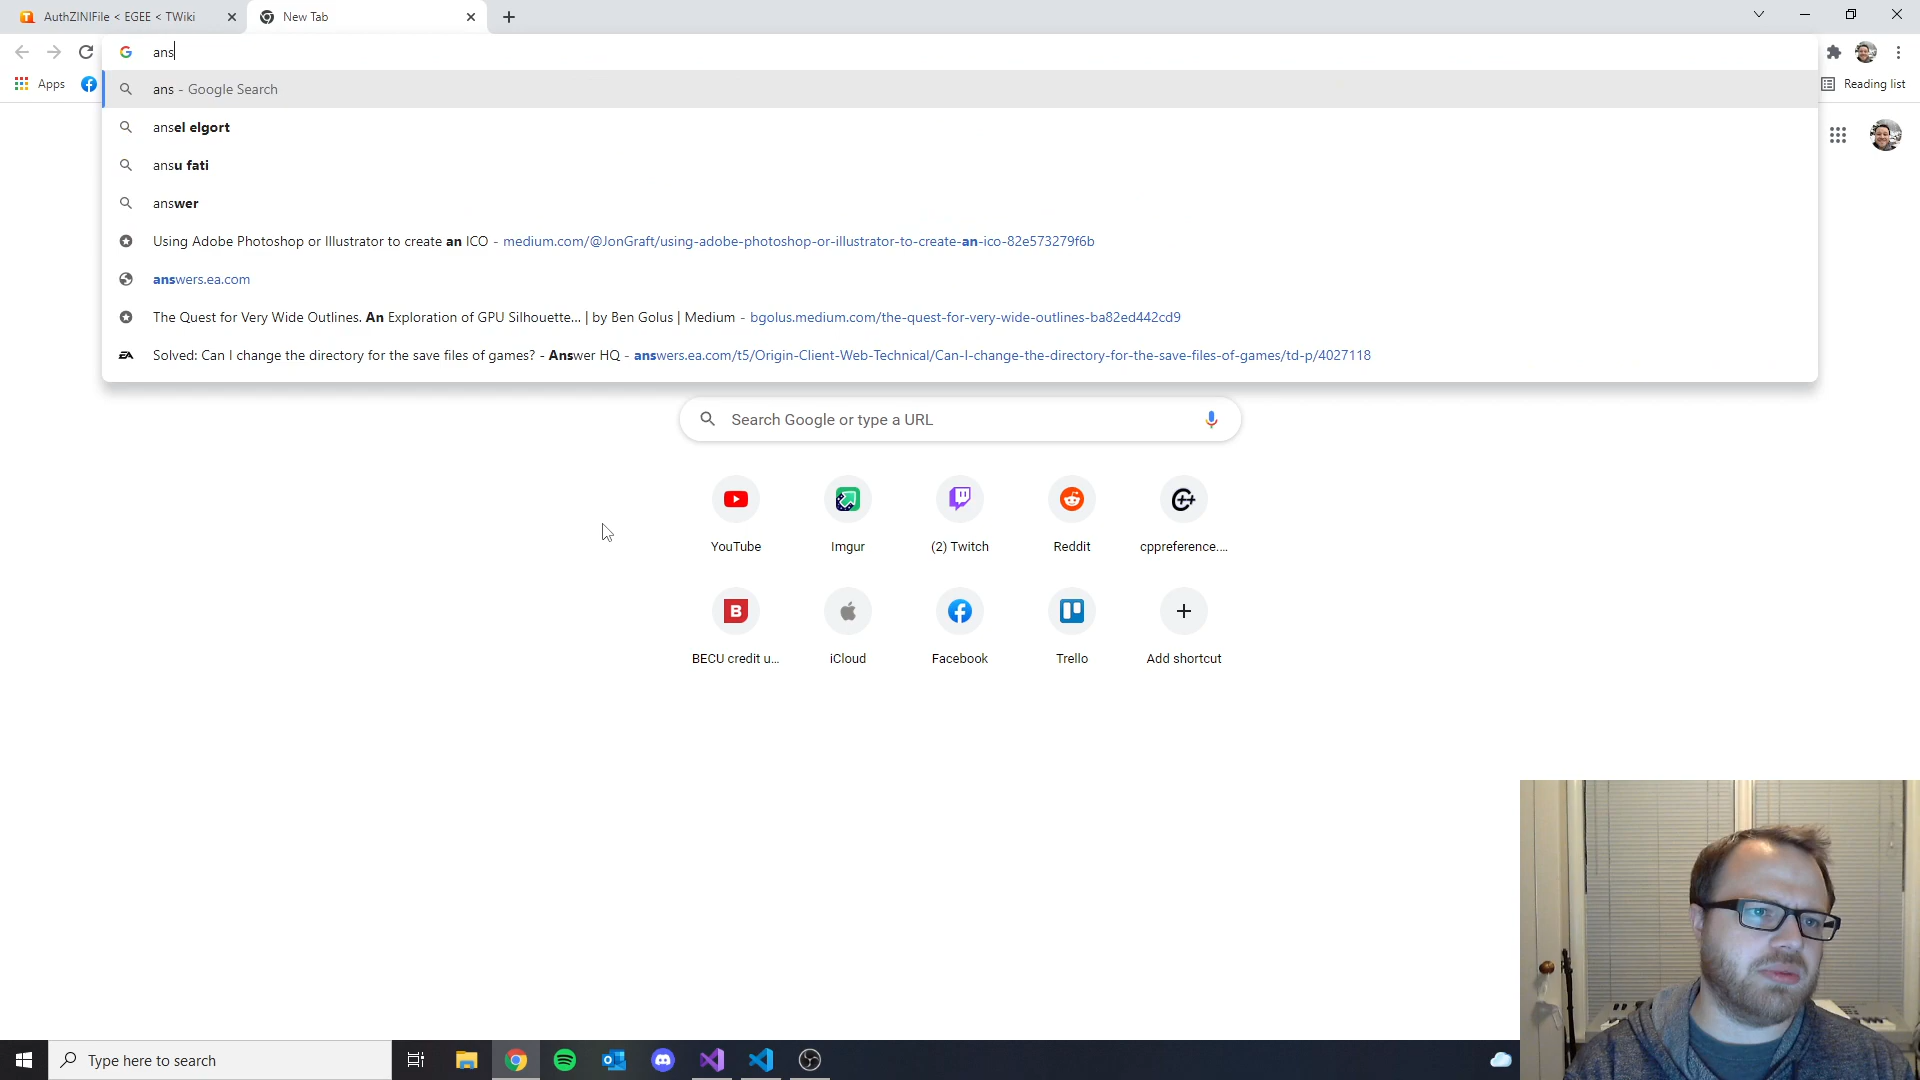 AuthZINIFile < EGEE < TWiki
New Tab
ans
Apps
Reading list
ans - Google Search
ansel elgort
ansu fati
answer
Using Adobe Photoshop or Illustrator to create an ICO - medium.com/@JonGraft/using-adobe-photoshop-or-illustrator-to-create-an-ico-82e573279f6b
answers.ea.com
The Quest for Very Wide Outlines. An Exploration of GPU Silhouette... | by Ben Golus | Medium - bgolus.medium.com/the-quest-for-very-wide-outlines-ba82ed442cd9
EA
Solved: Can I change the directory for the save files of games? - Answer HQ - answers.ea.com/t5/Origin-Client-Web-Technical/Can-I-change-the-directory-for-the-save-files-of-games/td-p/4027118
Search Google or type a URL
YouTube
Imgur
(2) Twitch
Reddit
cppreference....
B
BECU credit u...
iCloud
Facebook
Trello
Add shortcut
Type here to search